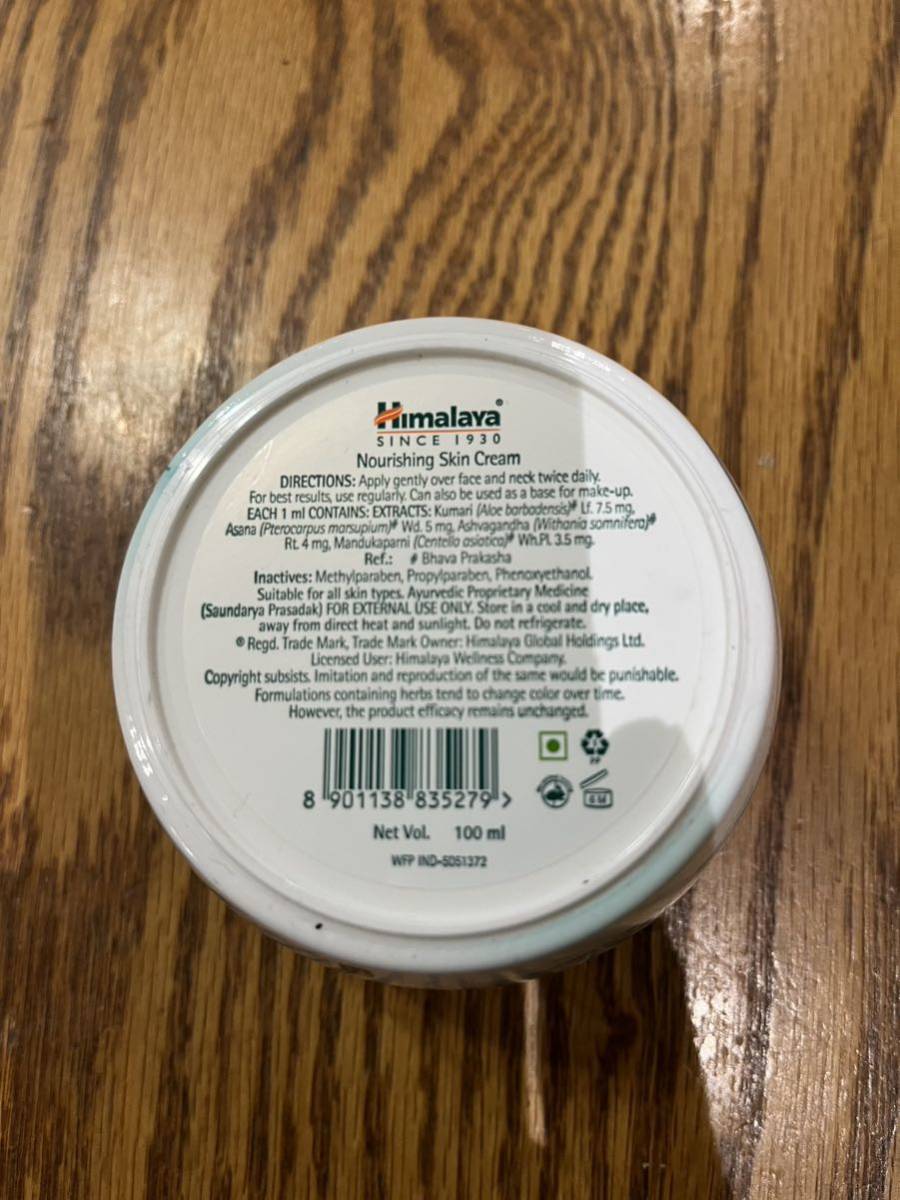 Himalaya®
SINCE 1930
Nourishing Skin Cream
DIRECTIONS: Apply gently over face and neck twice daily.
For best results, use regularly. Can also be used as a base for make-up.
EACH 1 ml CONTAINS: EXTRACTS: Kumari (Aloe barbadensis)# Lf. 7.5 mg,
Asana (Pterocarpus marsupium)# Wd. 5 mg, Ashvagandha (Withania somnifera)#
Rt. 4 mg, Mandukaparni (Centella asiatica)# Wh.Pl. 3.5 mg.
Ref.: # Bhava Prakasha
Inactives: Methylparaben, Propylparaben, Phenoxyethanol.
Suitable for all skin types. Ayurvedic Proprietary Medicine
(Saundarya Prasadak) FOR EXTERNAL USE ONLY. Store in a cool and dry place,
away from direct heat and sunlight. Do not refrigerate.
® Regd. Trade Mark, Trade Mark Owner: Himalaya Global Holdings Ltd.
Licensed User: Himalaya Wellness Company.
Copyright subsists. Imitation and reproduction of the same would be punishable.
Formulations containing herbs tend to change color over time.
However, the product efficacy remains unchanged.
8 901138 835279 >
PP
Net Vol. 100 ml
WFP IND-5051372